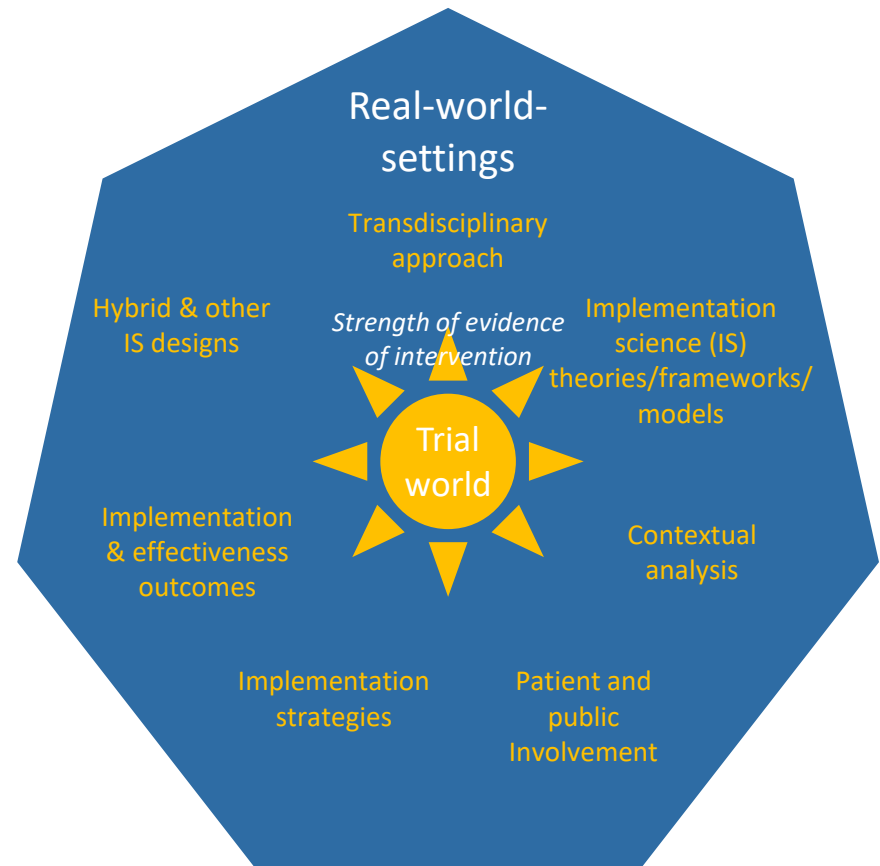 Real-world-
settings
Transdisciplinary
approach
Hybrid & other
IS designs
Strength of evidence
of intervention
Implementation
science (IS)
theories/frameworks/
models
Trial
world
Implementation
& effectiveness
outcomes
Contextual
analysis
Implementation
strategies
Patient and
public
Involvement